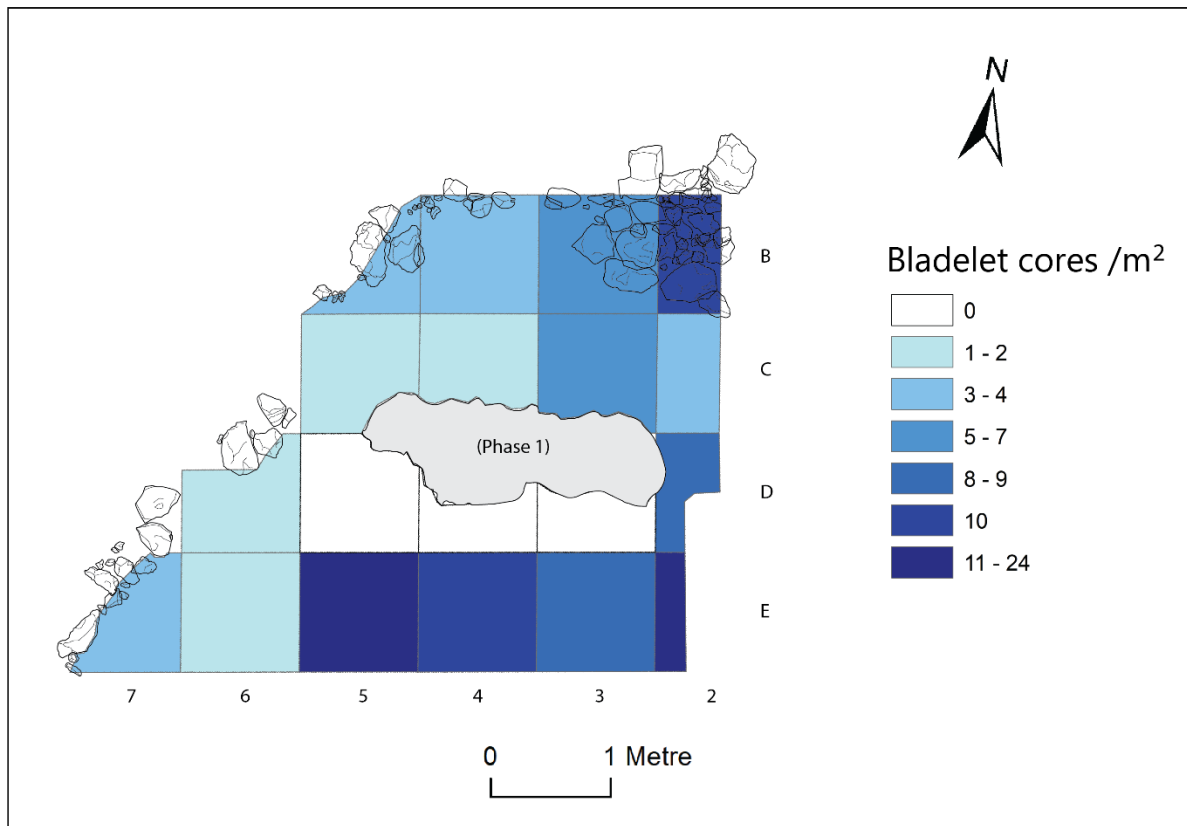 N
B
C
(Phase 1)
D
E
7 6 5 4 3 2
0 1 Metre
Bladelet cores /m²
0
1 - 2
3 - 4
5 - 7
8 - 9
10
11 - 24